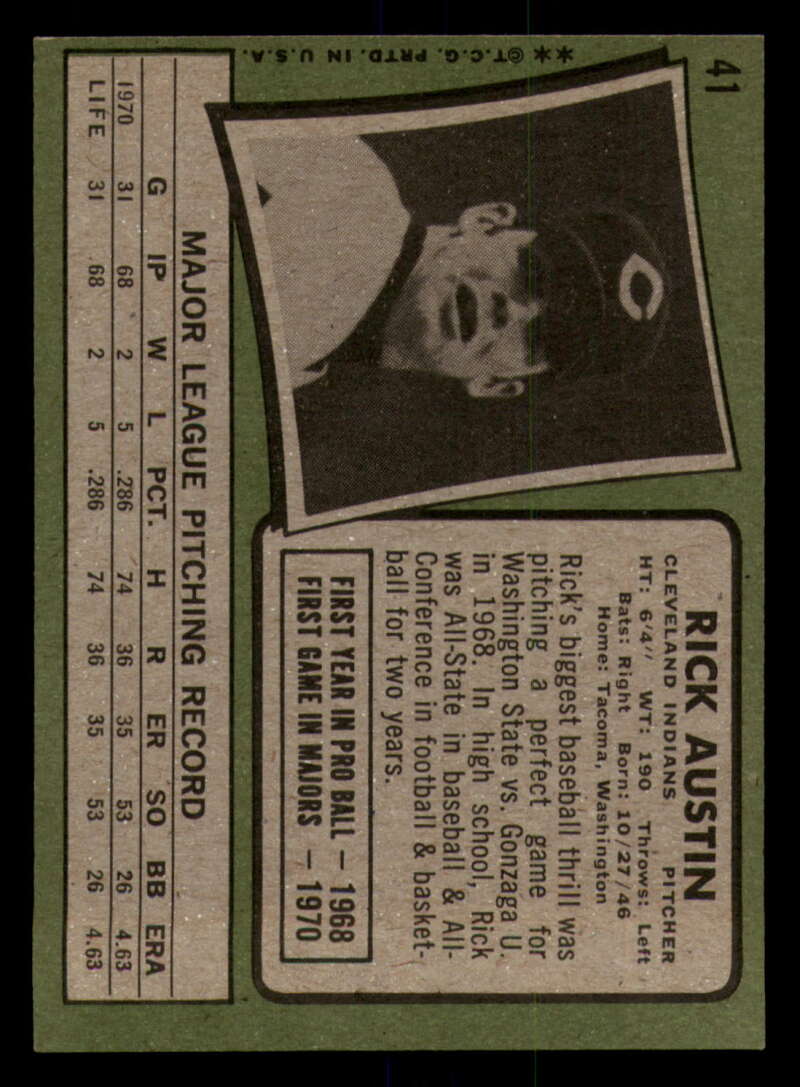 41
RICK AUSTIN
CLEVELAND INDIANS PITCHER
HT: 6'4" WT: 190 Throws: Left
Bats: Right Born: 10/27/46
Home: Tacoma, Washington
Rick's biggest baseball thrill was
pitching a perfect game for
Washington State vs. Gonzaga U.
in 1968. In high school, Rick
was All-State in baseball & All-
Conference in football & basket-
ball for two years.
FIRST YEAR IN PRO BALL — 1968
FIRST GAME IN MAJORS — 1970
C
MAJOR LEAGUE PITCHING RECORD
G IP W L PCT. H R ER SO BB ERA
1970 31 68 2 5 .286 74 36 35 53 26 4.63
LIFE 31 68 2 5 .286 74 36 35 53 26 4.63
**©T.C.G. PRTD. IN U.S.A.